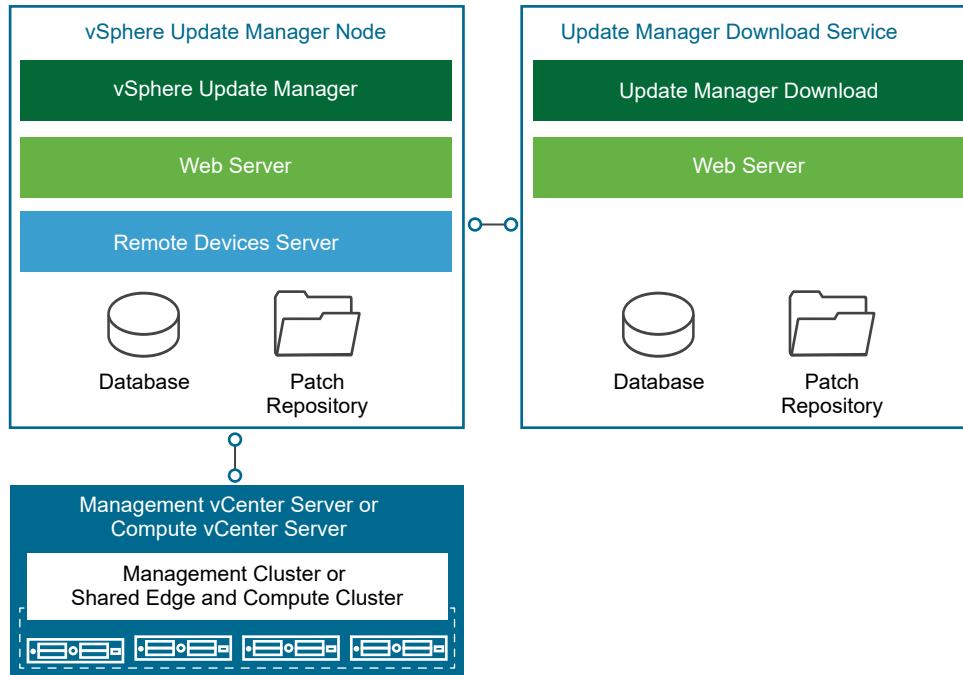 vSphere Update Manager Node
vSphere Update Manager
Web Server
Remote Devices Server
Database
Patch
Repository
Update Manager Download Service
Update Manager Download
Web Server
Database
Patch
Repository
Management vCenter Server or
Compute vCenter Server
Management Cluster or
Shared Edge and Compute Cluster